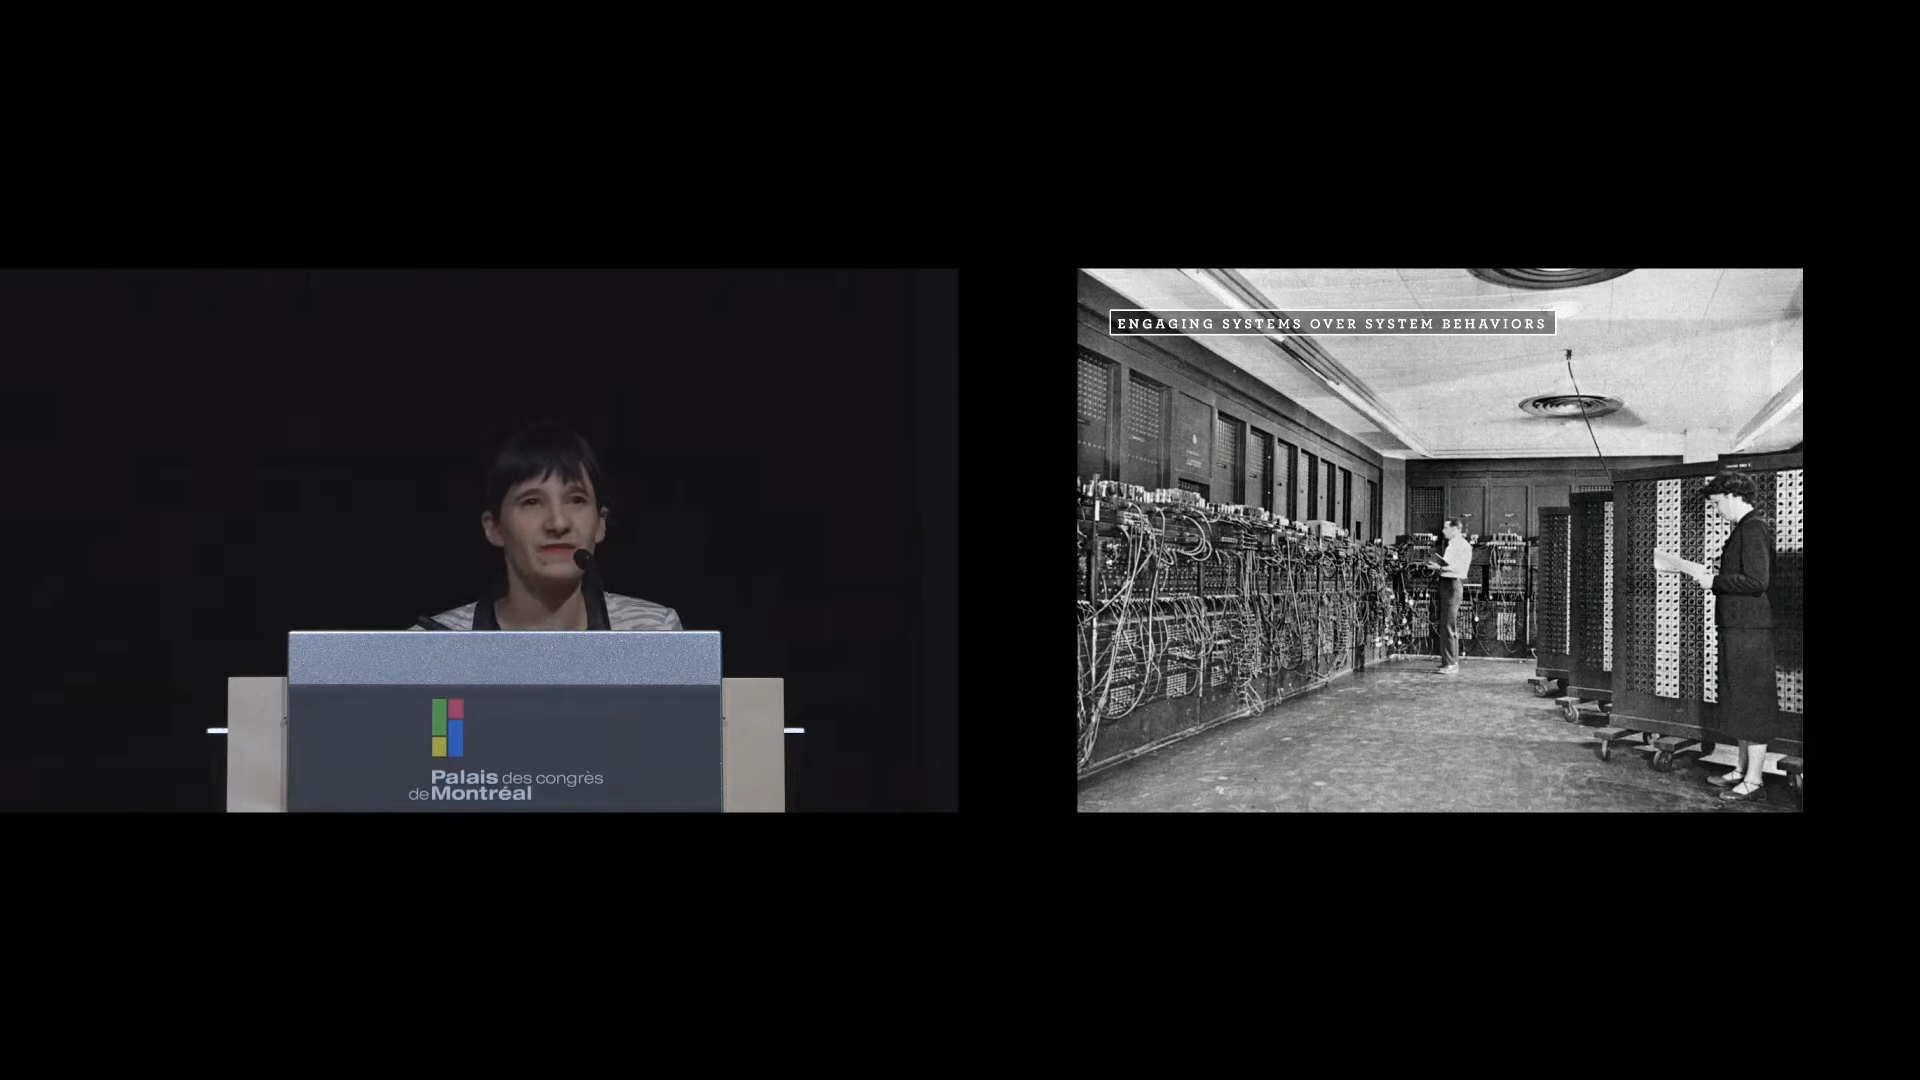 ENGAGING SYSTEMS OVER SYSTEM BEHAVIORS
Palais des congrès
de Montréal